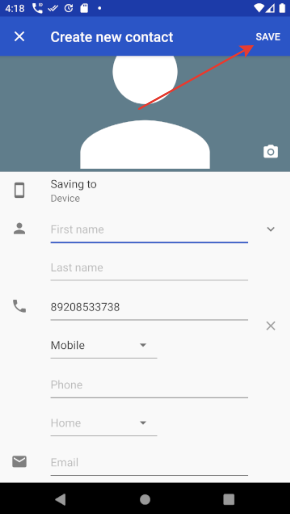 4:18
Create new contact
SAVE
Saving to
Device
First name
Last name
89208533738
Mobile
Phone
Home
Email